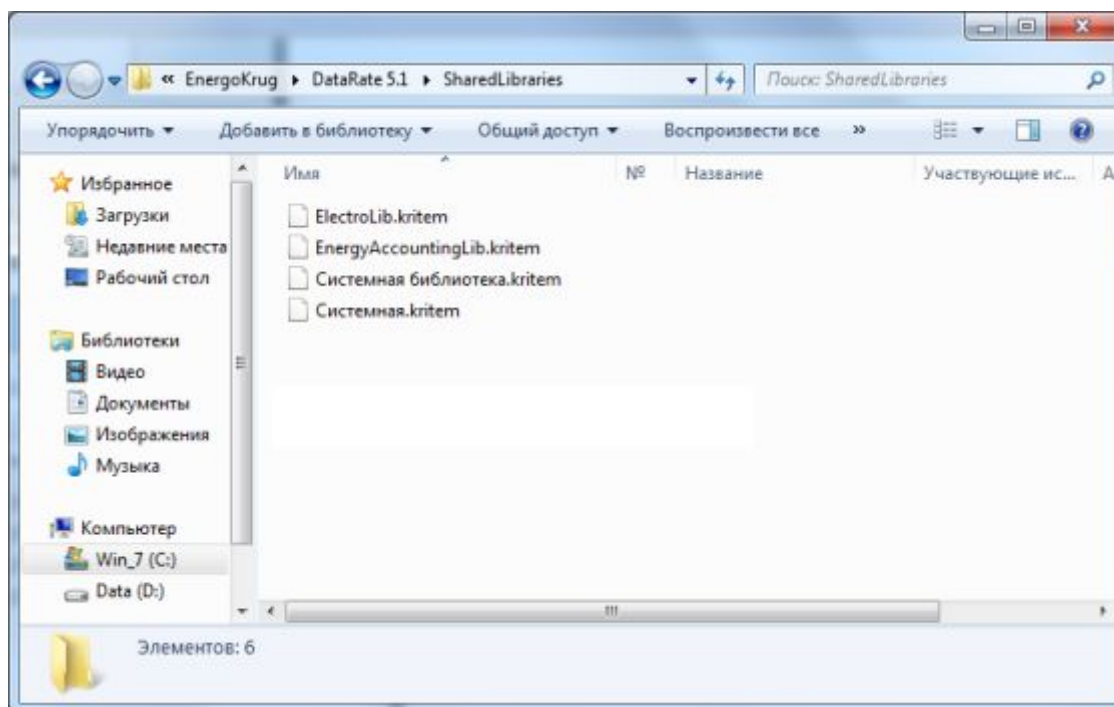 « EnergoKrug ▸ DataRate 5.1 ▸ SharedLibraries
Поиск: SharedLibraries
Упорядочить Добавить в библиотеку Общий доступ Воспроизвести все »
Имя № Название Участвующие ис... А
Избранное
Загрузки
Недавние места
Рабочий стол
Библиотеки
Видео
Документы
Изображения
Музыка
Компьютер
Win_7 (C:)
Data (D:)
ElectroLib.kritem
EnergyAccountingLib.kritem
Системная библиотека.kritem
Системная.kritem
Элементов: 6